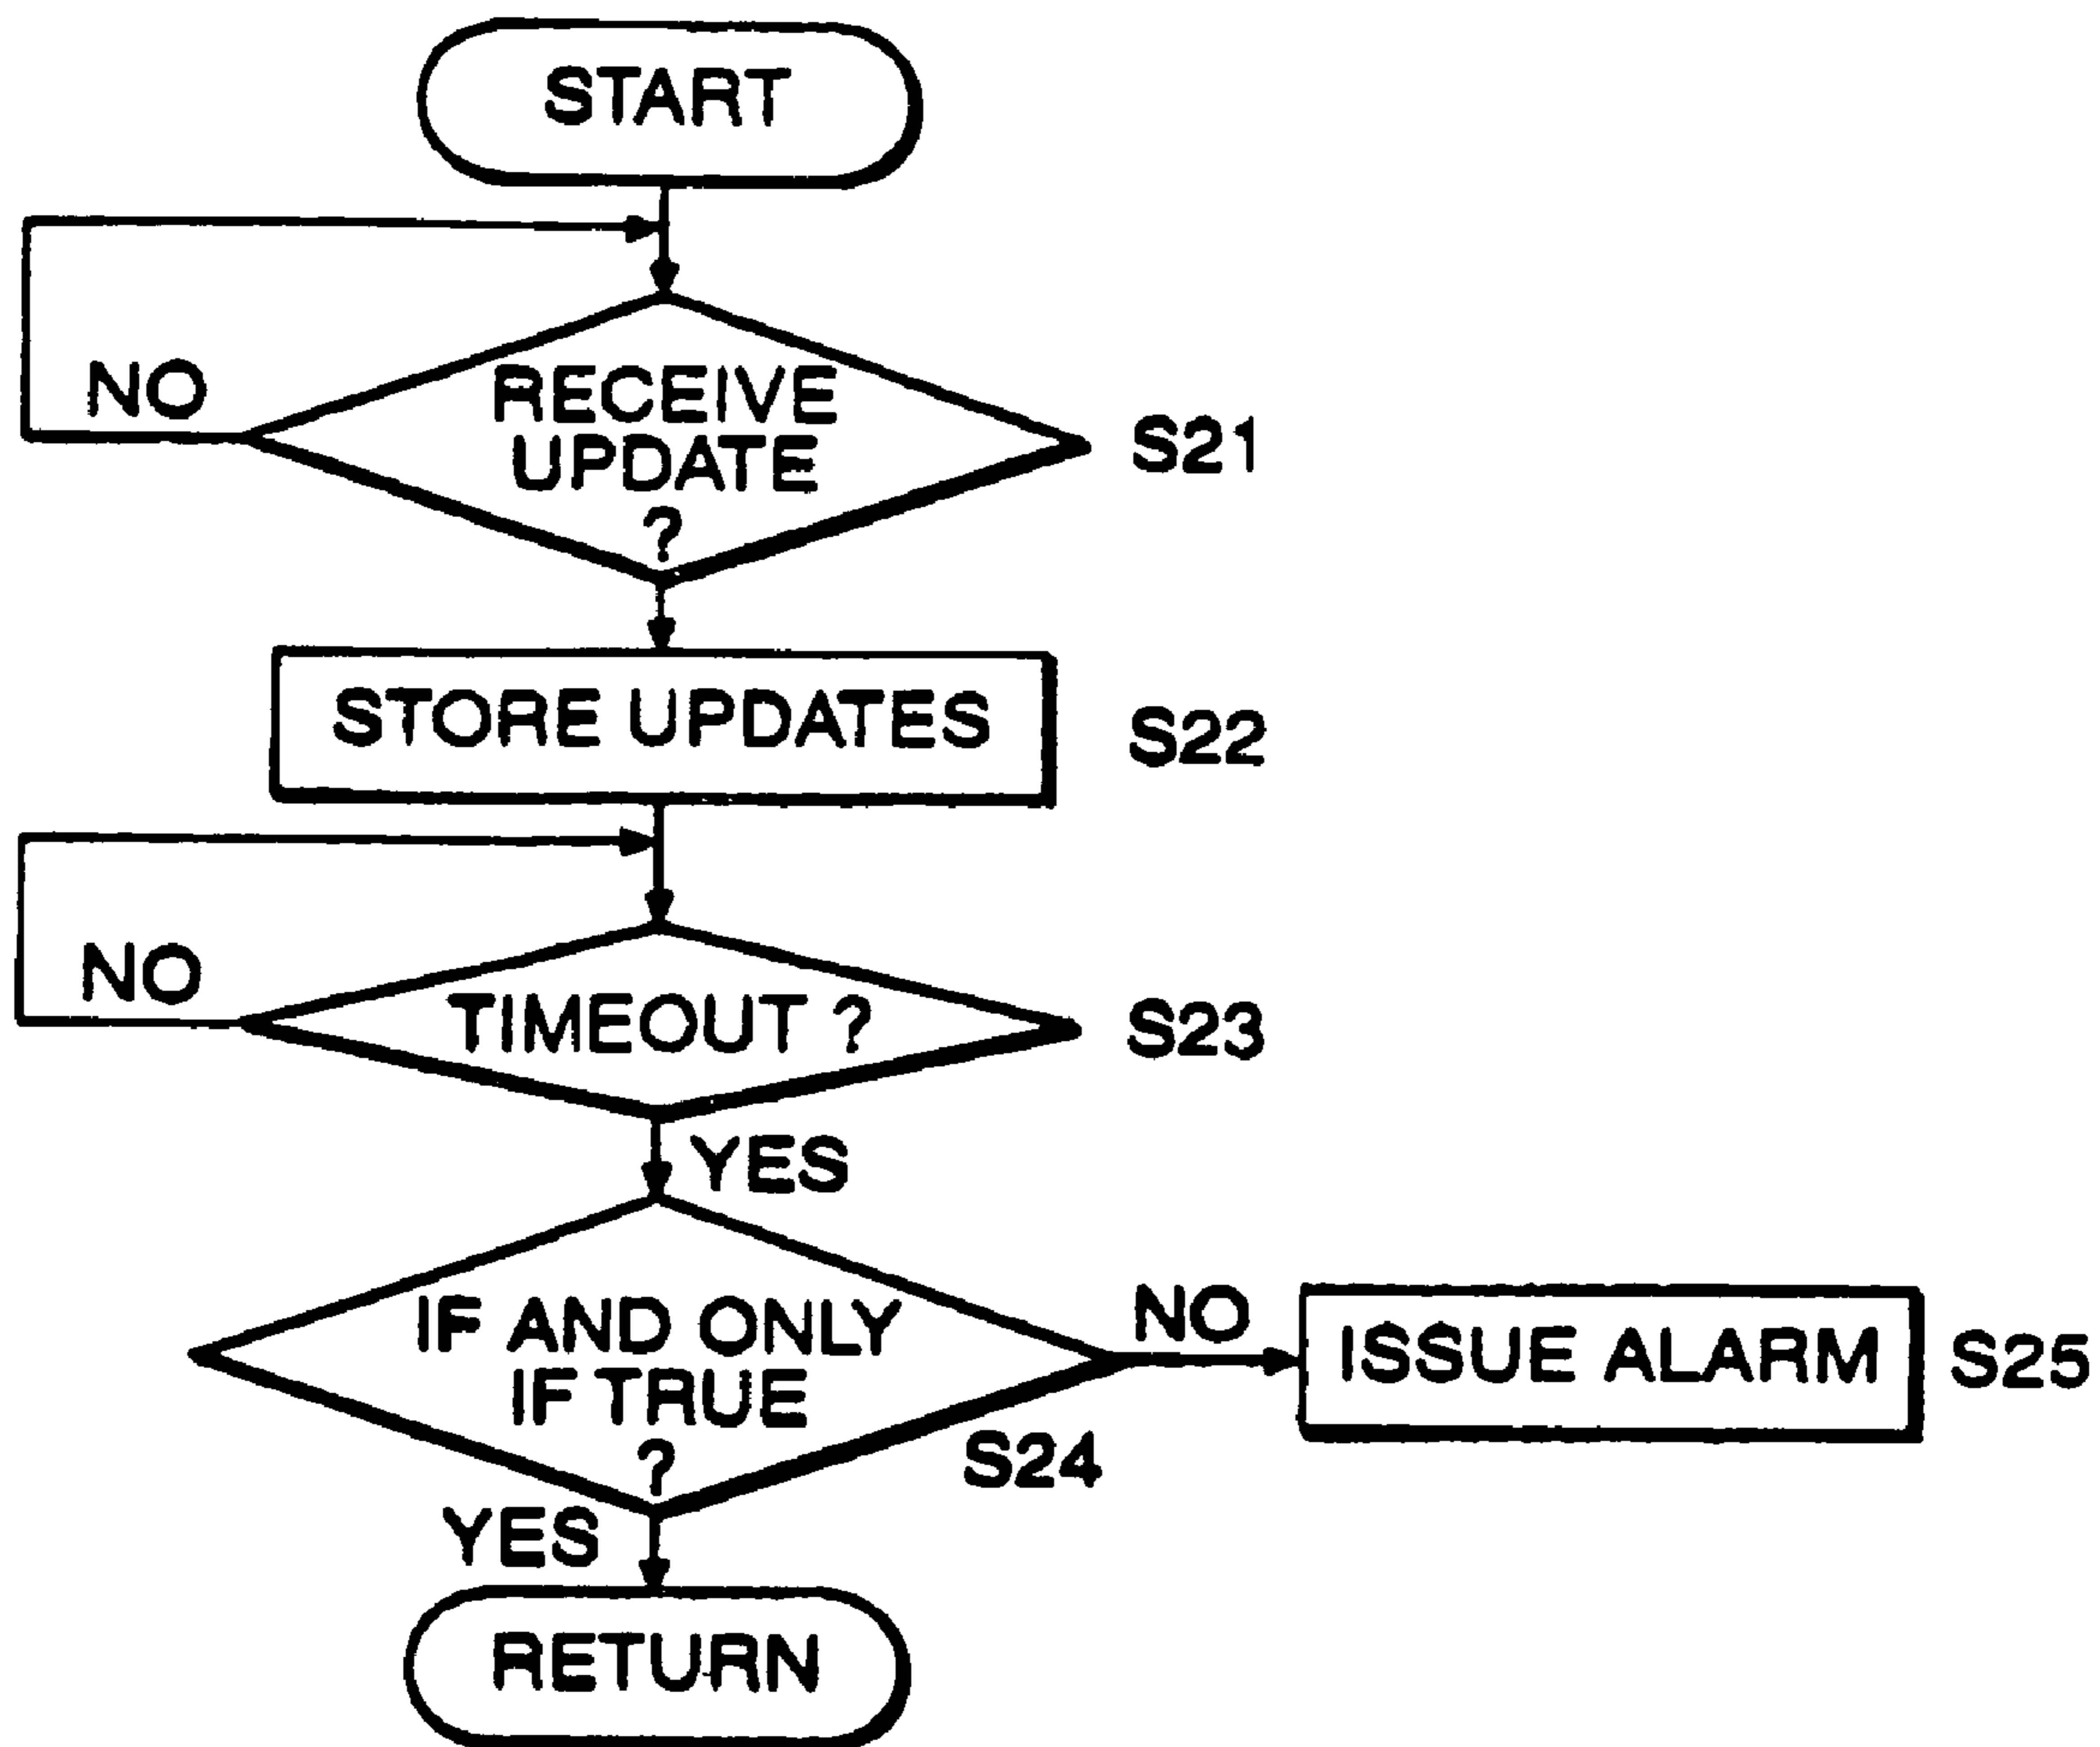 START
NO
RECEIVE
UPDATE
?
S21
STORE UPDATES
S22
NO
TIMEOUT ?
S23
YES
IF AND ONLY
IF TRUE
?
S24
NO
ISSUE ALARM
S25
YES
RETURN